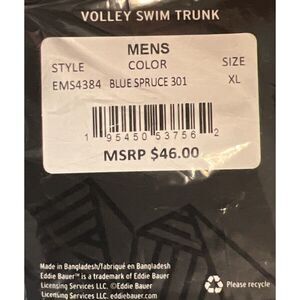 VOLLEY SWIM TRUNK
MENS
STYLE COLOR SIZE
EMS4384 BLUE SPRUCE 301 XL
1 95450 53756 2
MSRP $46.00
Made in Bangladesh/fabriqué en Bangladesh
Eddie Bauer™ is a trademark of Eddie Bauer
Licensing Services LLC. ©Eddie Bauer
Licensing Services LLC. eddiebauer.com
Please recycle